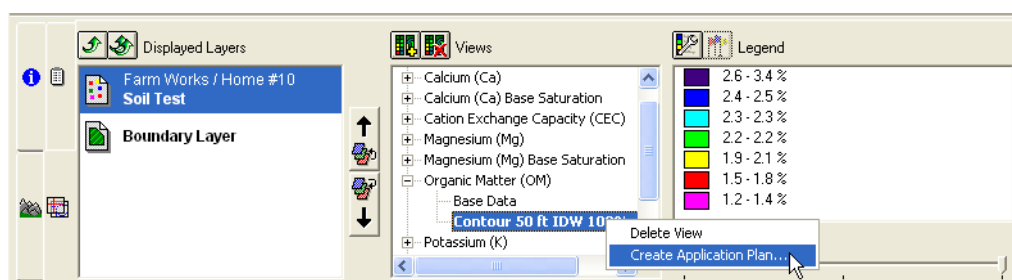 Displayed Layers
Farm Works / Home #10
Soil Test
Boundary Layer
Views
Calcium (Ca)
Calcium (Ca) Base Saturation
Cation Exchange Capacity (CEC)
Magnesium (Mg)
Magnesium (Mg) Base Saturation
Organic Matter (OM)
Base Data
Contour 50 ft IDW
Potassium (K)
Legend
2.6 - 3.4 %
2.4 - 2.5 %
2.3 - 2.3 %
2.2 - 2.2 %
1.9 - 2.1 %
1.5 - 1.8 %
1.2 - 1.4 %
Delete View
Create Application Plan...